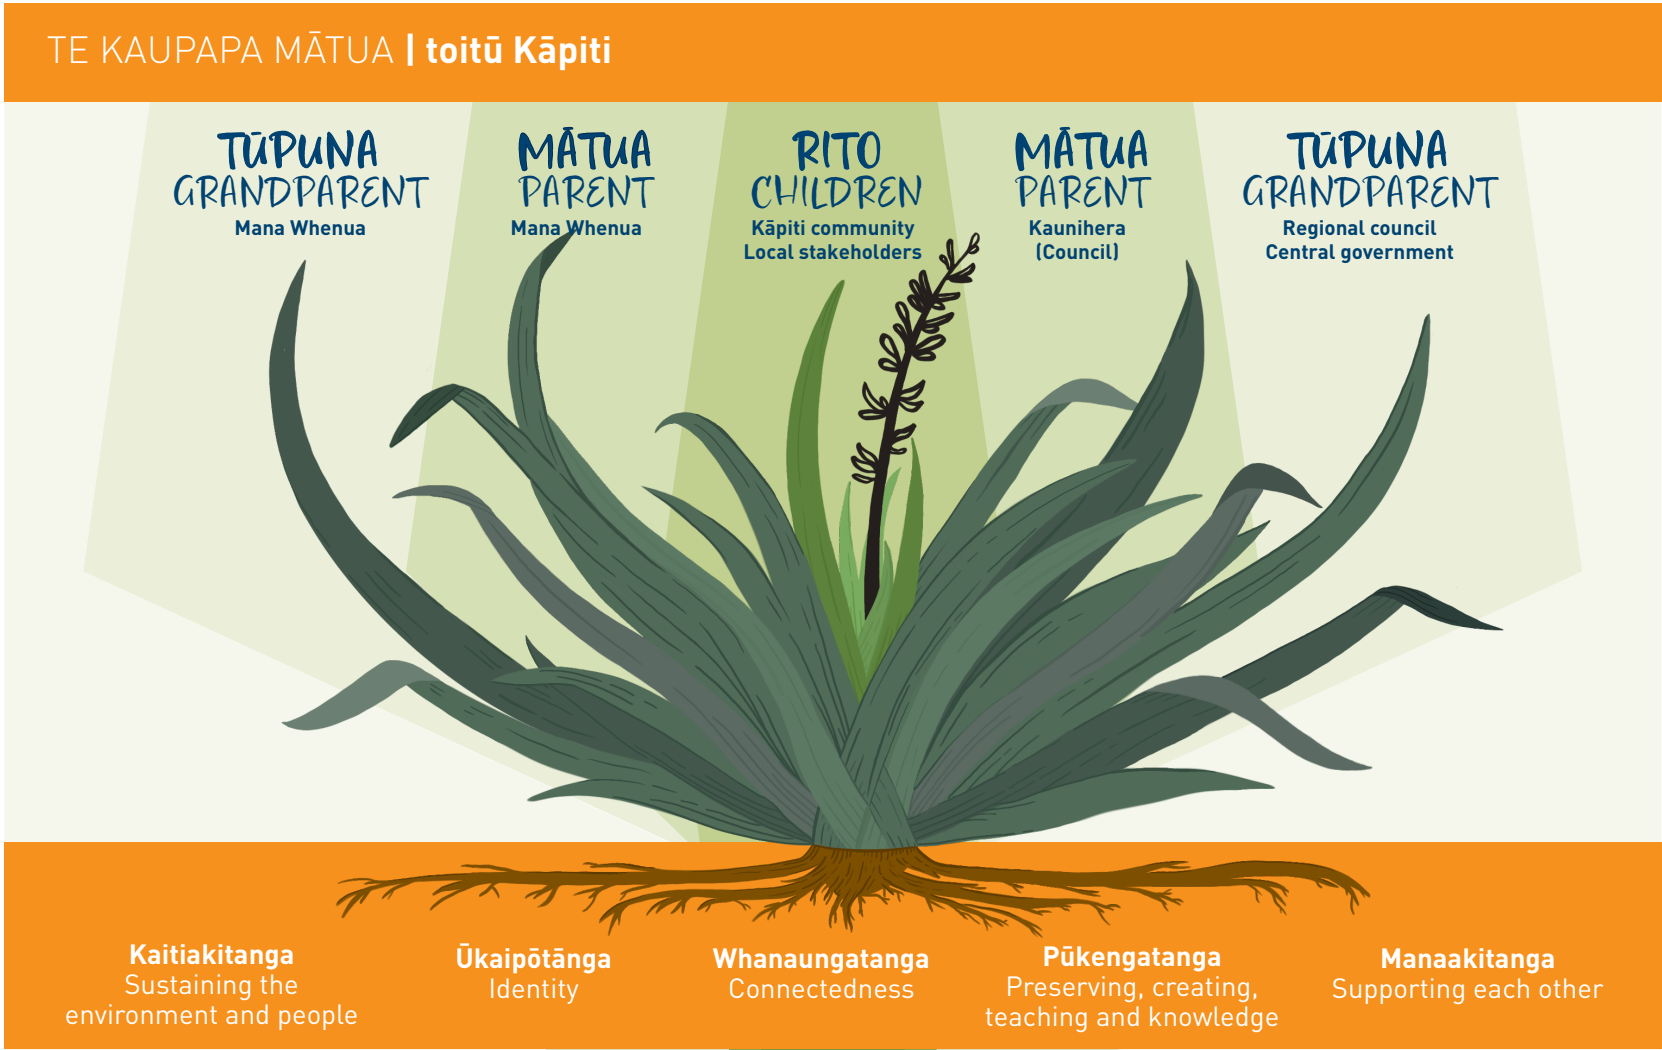 TE KAUPAPA MĀTUA | toitū Kāpiti
TŪPUNA
GRANDPARENT
Mana Whenua
MĀTUA
PARENT
Mana Whenua
RITO
CHILDREN
Kāpiti community
Local stakeholders
MĀTUA
PARENT
Kaunihera
(Council)
TŪPUNA
GRANDPARENT
Regional council
Central government
Kaitiakitanga
Sustaining the
environment and people
Ūkaipōtānga
Identity
Whanaungatanga
Connectedness
Pūkengatanga
Preserving, creating,
teaching and knowledge
Manaakitanga
Supporting each other